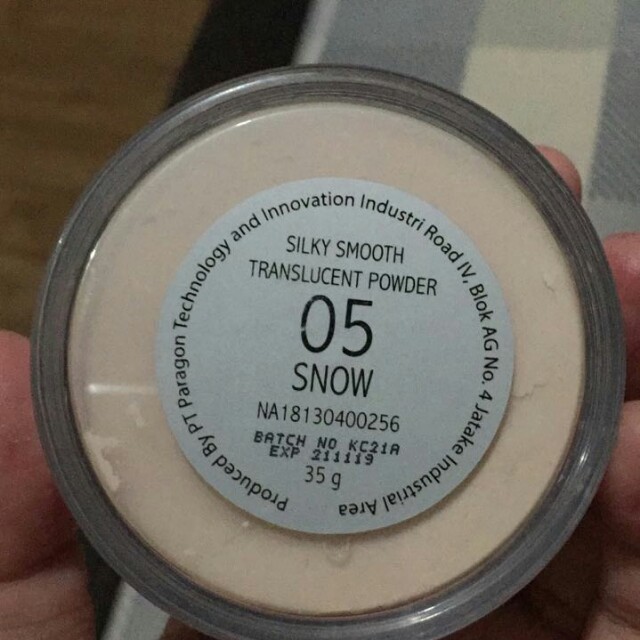 Produced By PT Paragon Technology and Innovation Industri Road IV, Blok AG No. 4 Jatake Industrial Area
SILKY SMOOTH
TRANSLUCENT POWDER
05
SNOW
NA18130400256
BATCH NO KC21A
EXP 211119
35 g